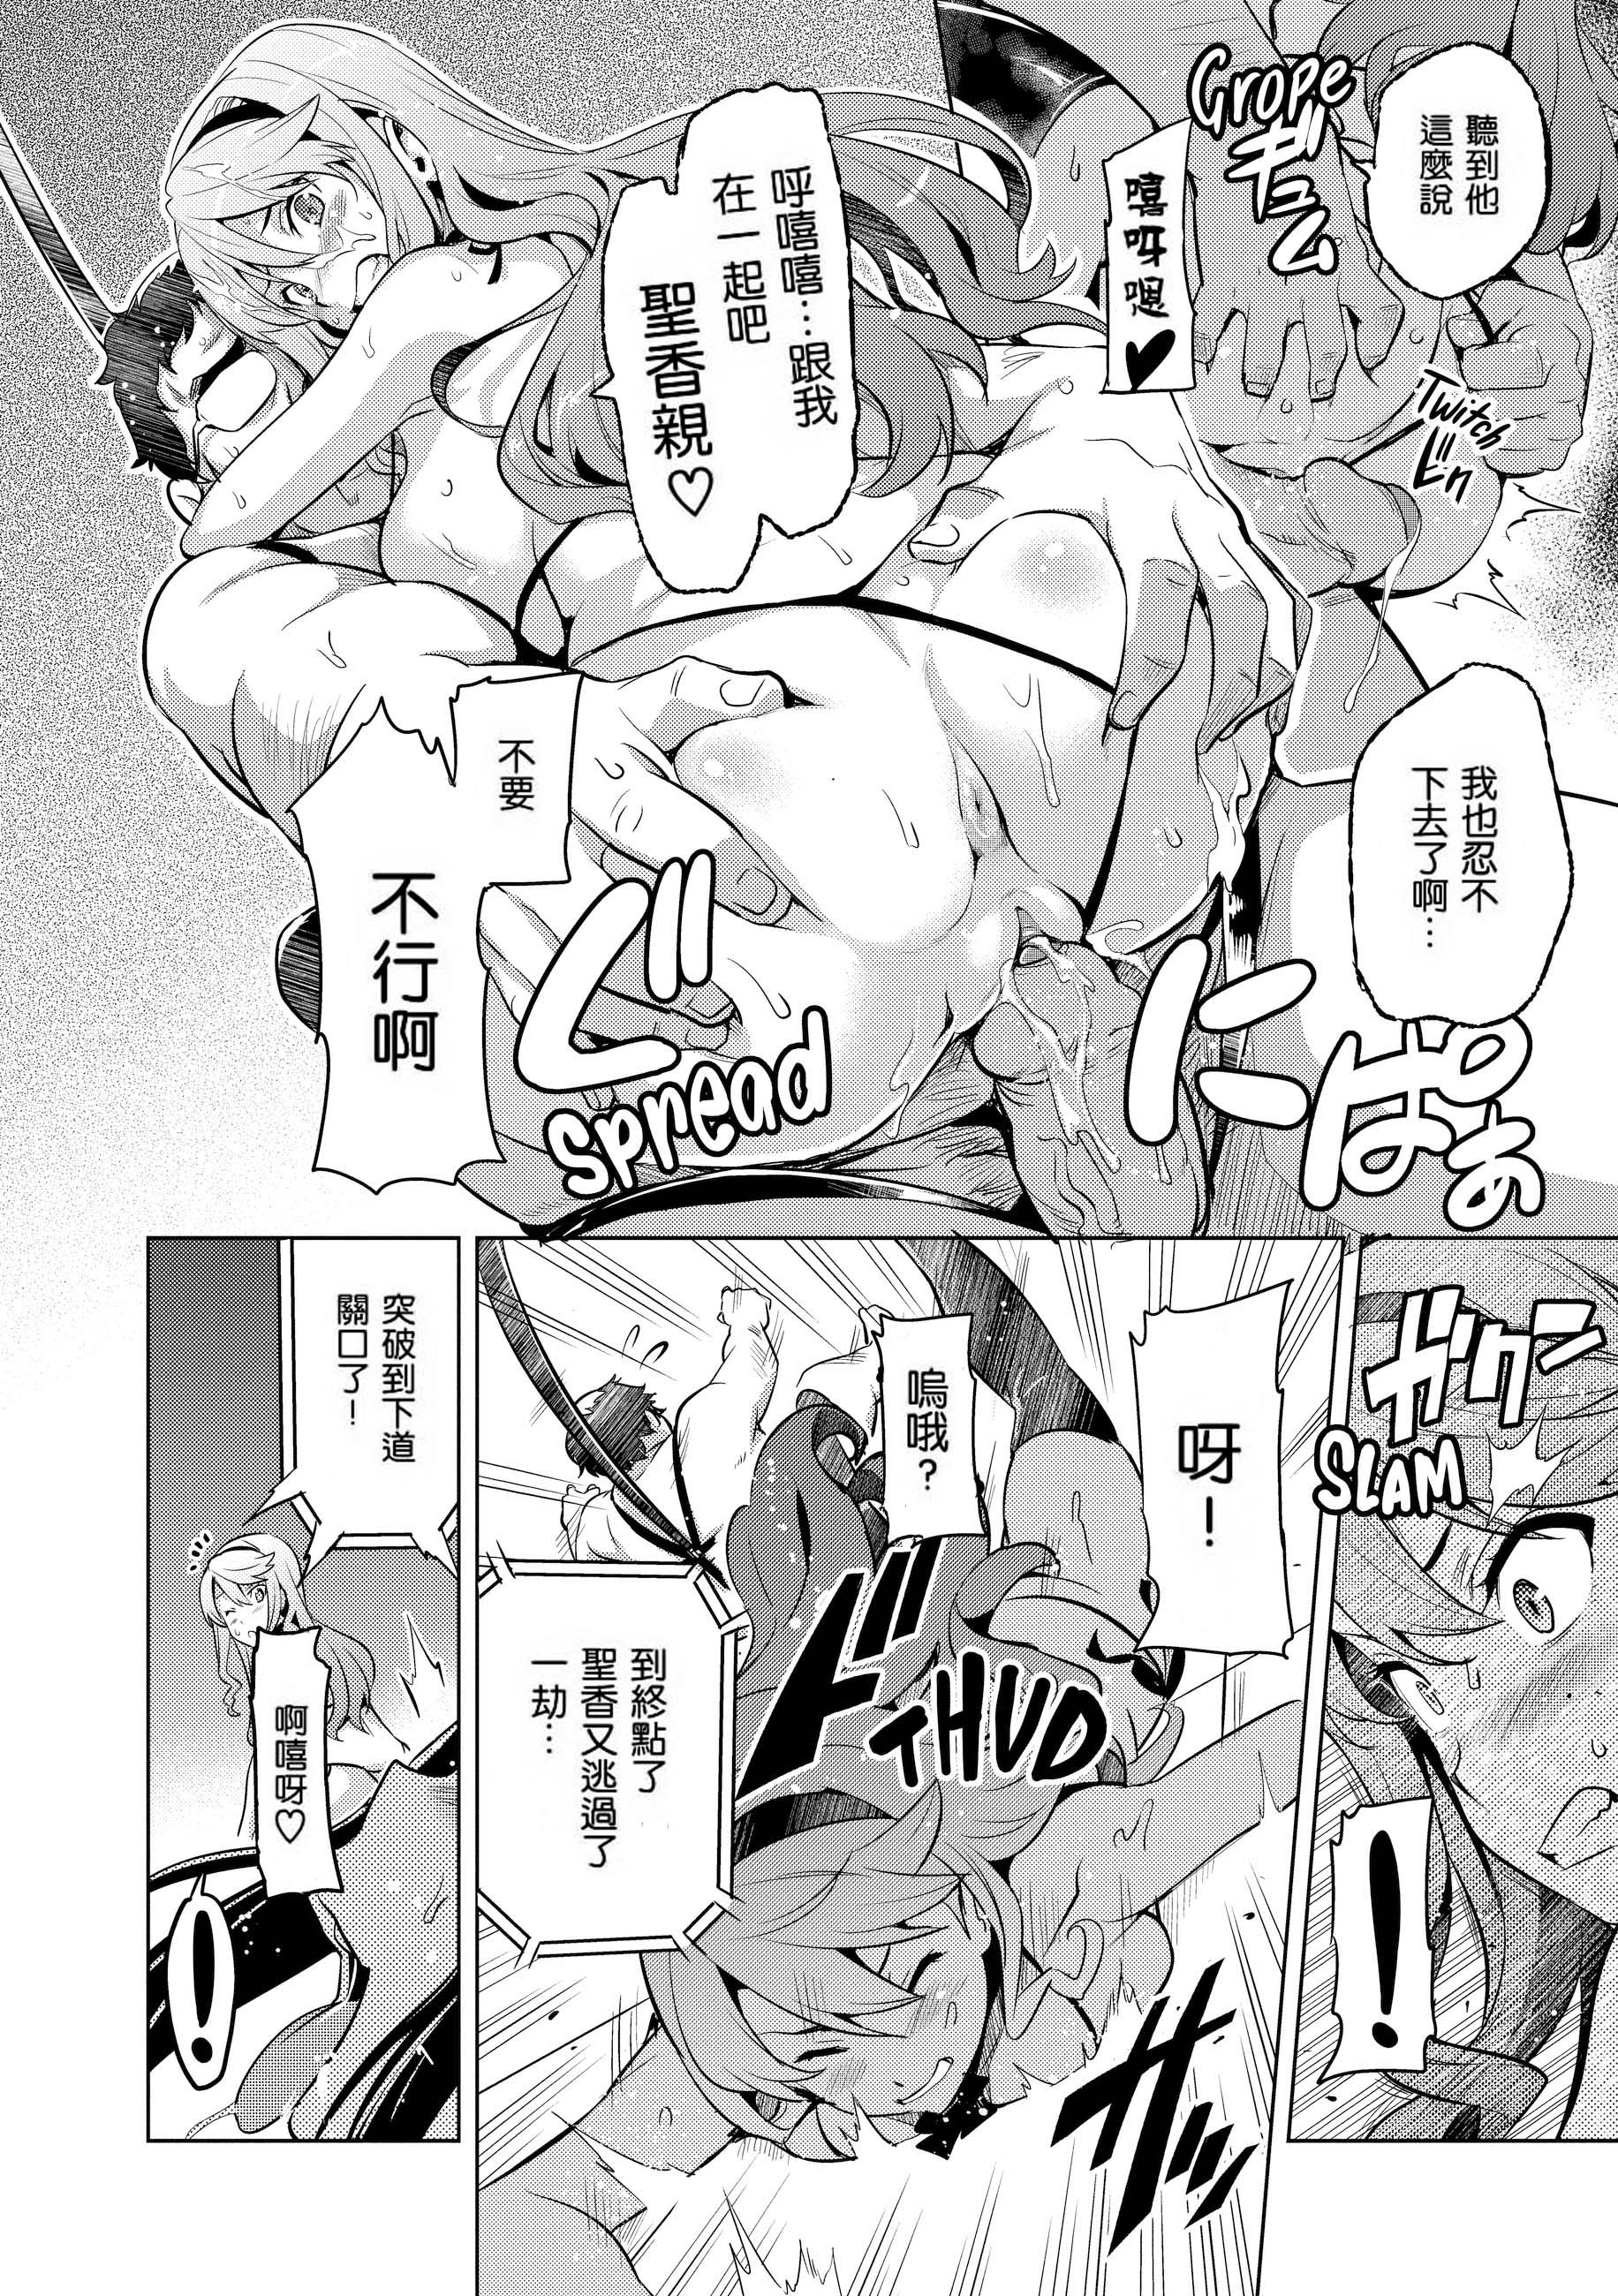 聽到他
這麼說
Grope
ギュム
嘻呀嗯♥
Twitch
ビ"ク
呼嘻嘻…跟我
在一起吧
聖香親♡
我也忍不
下去了啊…
不要
不行啊
ぐ
Spread
にぱぁ
ガクン
SLAM
!
呀!
嗚哦?
ド
THUD
ザッ
到終點了
聖香又逃過了
一劫…
突破到下道
關口了!
啊嘻呀♡
!